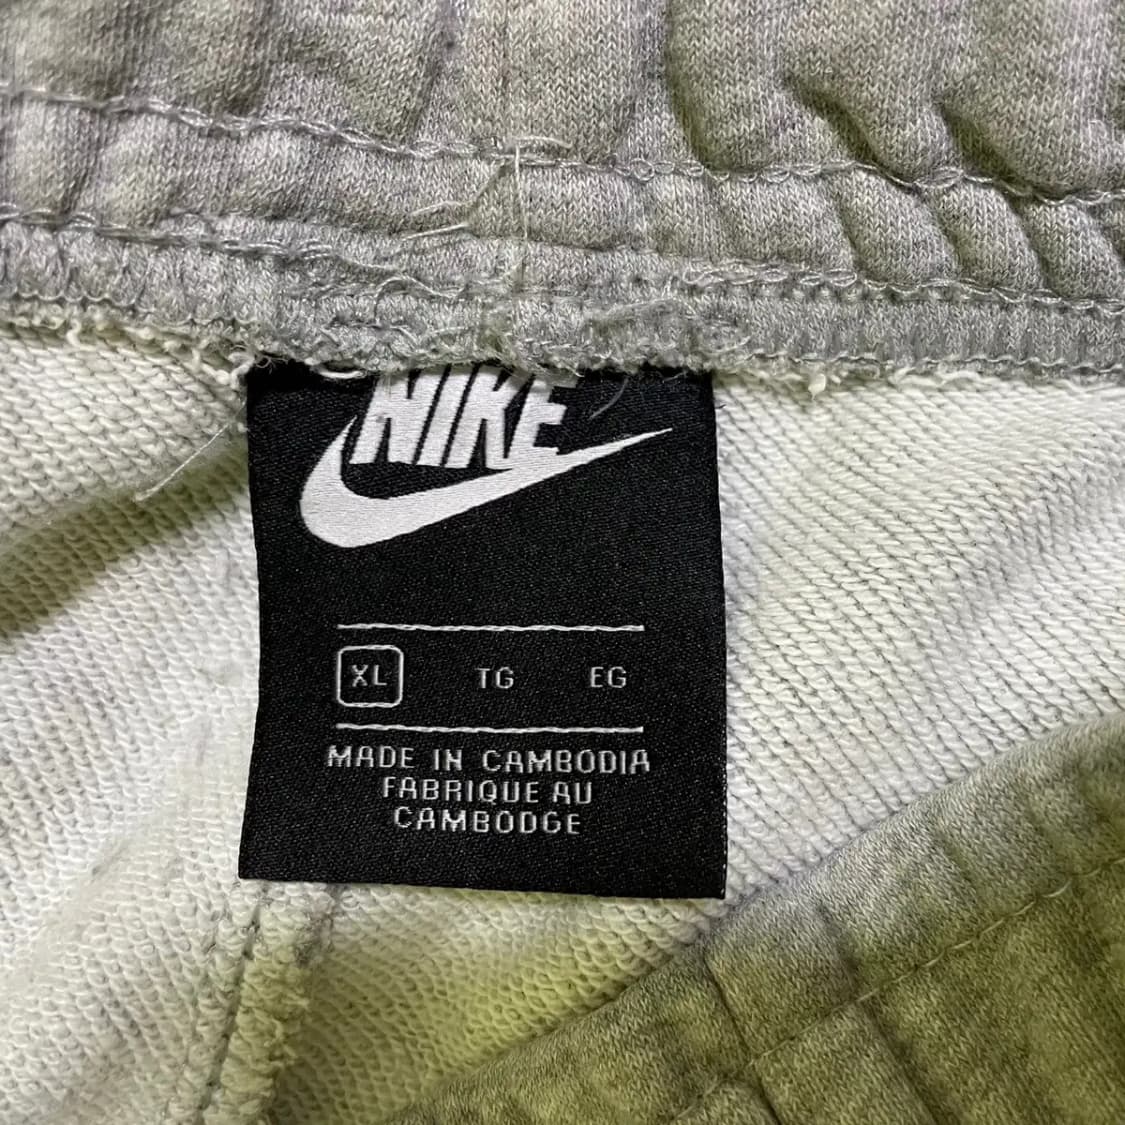 NIKE
XL TG EG
MADE IN CAMBODIA
FABRIQUE AU
CAMBODGE